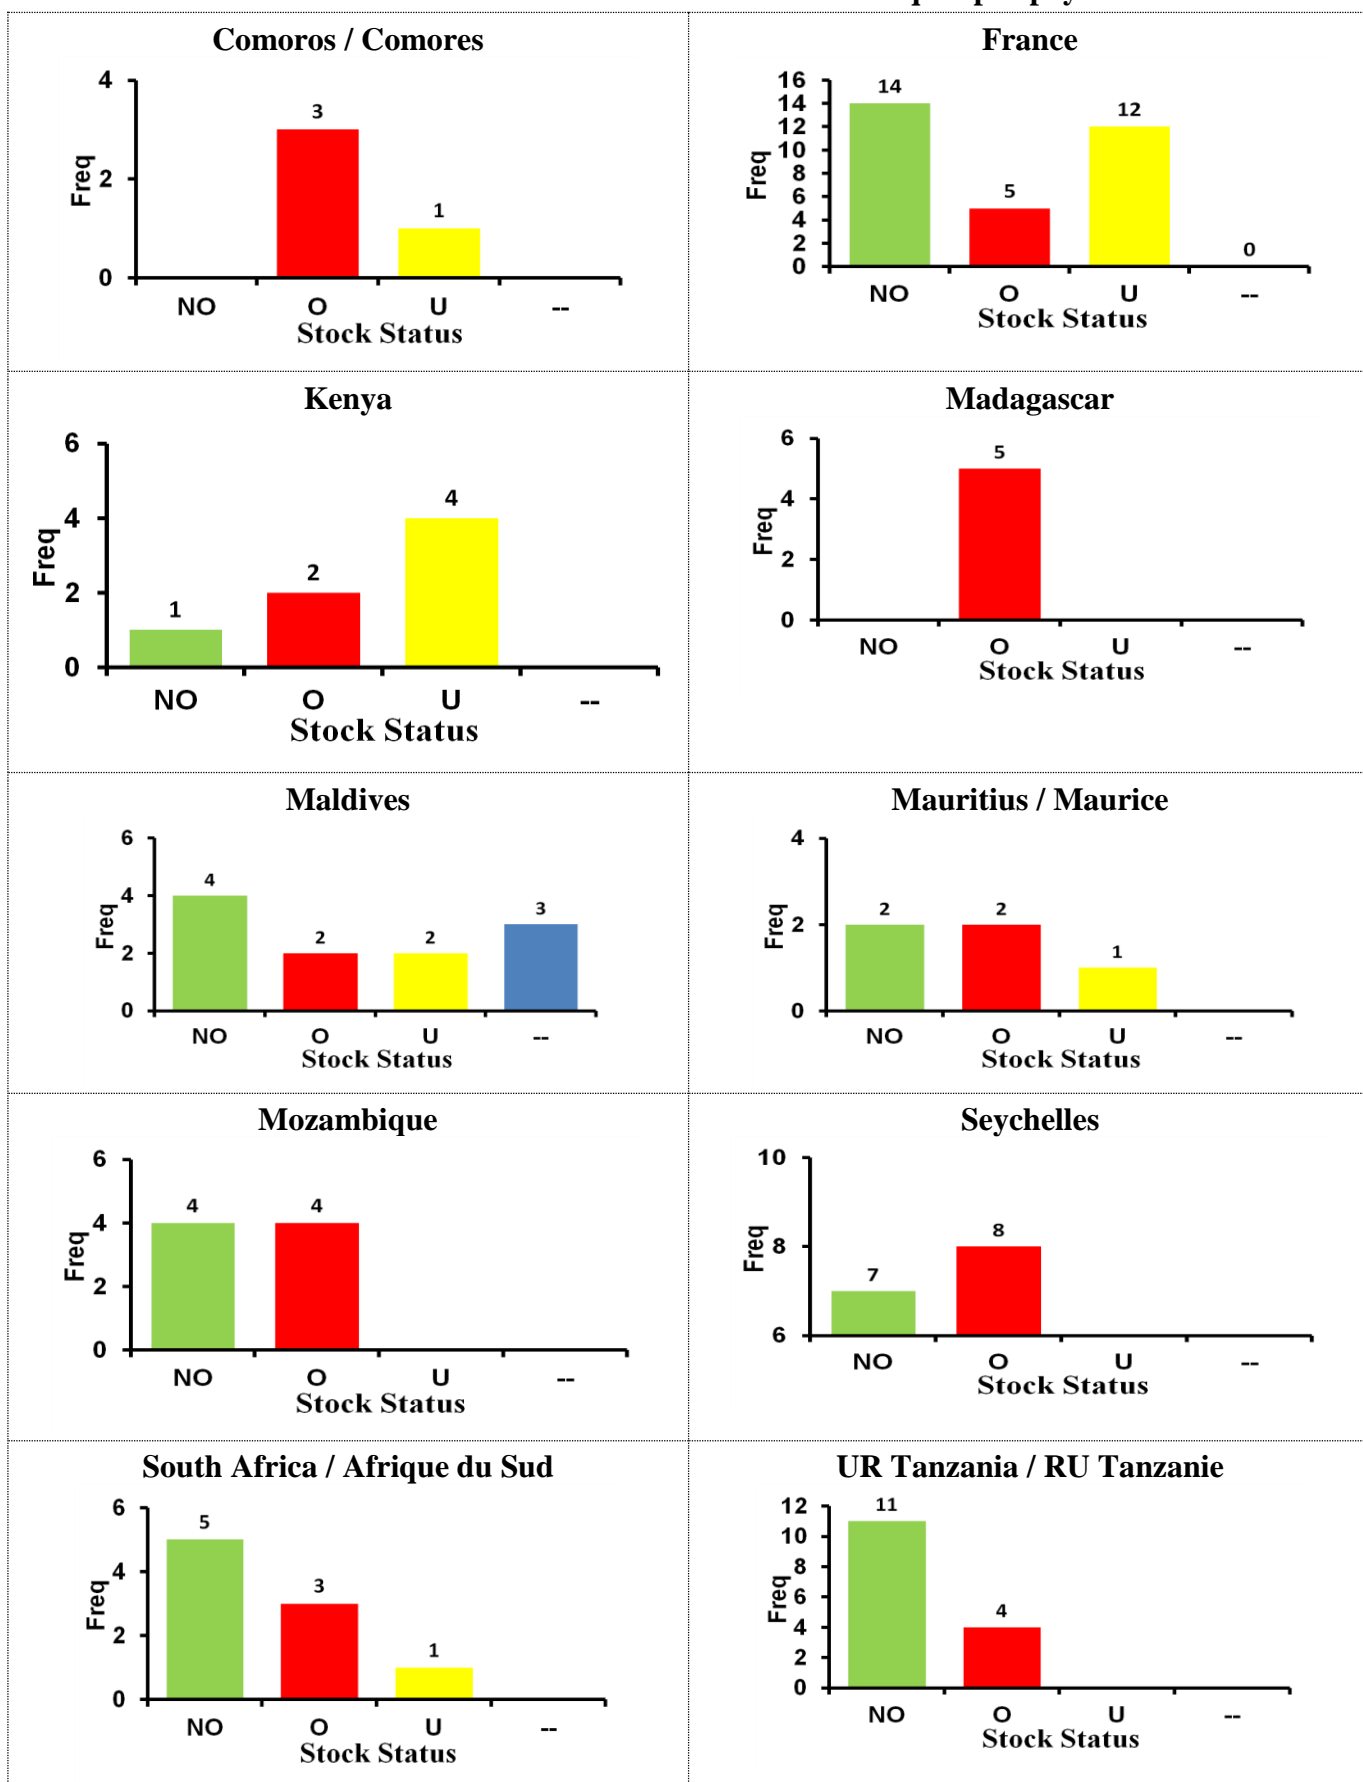 Comoros / Comores
4
3
Freq
2
1
0
NO O U --
Stock Status
France
16
14
14
12
12
10
Freq
8
6
5
4
2
0
0
NO O U --
Stock Status
Kenya
6
4
4
Freq
2
2
1
0
NO O U --
Stock Status
Madagascar
6
5
4
Freq
2
0
NO O U --
Stock Status
Maldives
6
4
4
3
Freq
2 2
2
0
NO O U --
Stock Status
Mauritius / Maurice
4
2 2
2
Freq
1
0
NO O U --
Stock Status
Mozambique
6
4 4
4
Freq
2
0
NO O U --
Stock Status
Seychelles
10
8
8
Freq
7
6
NO O U --
Stock Status
South Africa / Afrique du Sud
6
5
4
3
Freq
2
1
0
NO O U --
Stock Status
UR Tanzania / RU Tanzanie
12
11
10
8
6
Freq
4
4
2
0
NO O U --
Stock Status